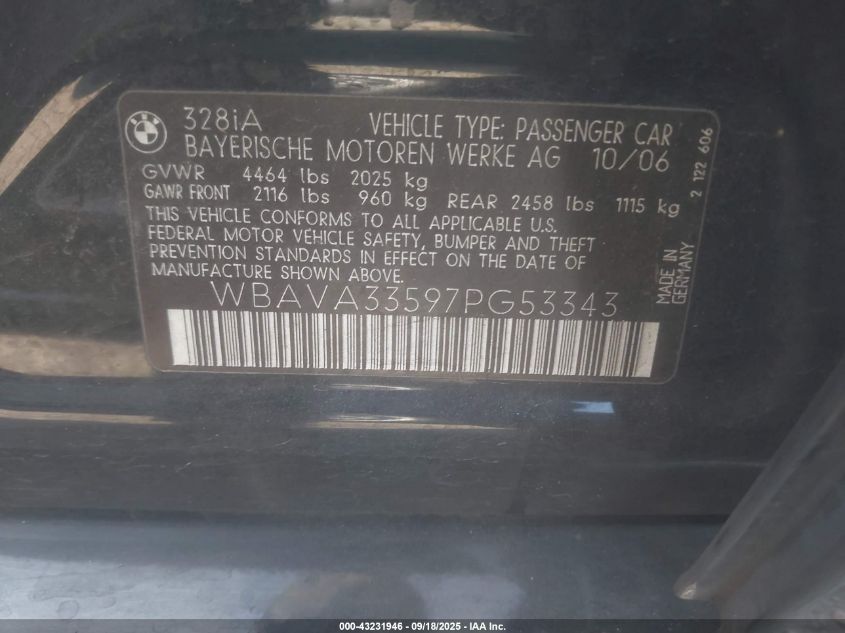 328iA VEHICLE TYPE: PASSENGER CAR
BAYERISCHE MOTOREN WERKE AG 10/06
GVWR 4464 lbs 2025 kg
GAWR FRONT 2116 lbs 960 kg REAR 2458 lbs 1115 kg
THIS VEHICLE CONFORMS TO ALL APPLICABLE U.S.
FEDERAL MOTOR VEHICLE SAFETY, BUMPER AND THEFT
PREVENTION STANDARDS IN EFFECT ON THE DATE OF
MANUFACTURE SHOWN ABOVE.
WBAVA33597PG53343
MADE IN
GERMANY
2 122 606
000-43231946 - 09/18/2025 - IAA Inc.